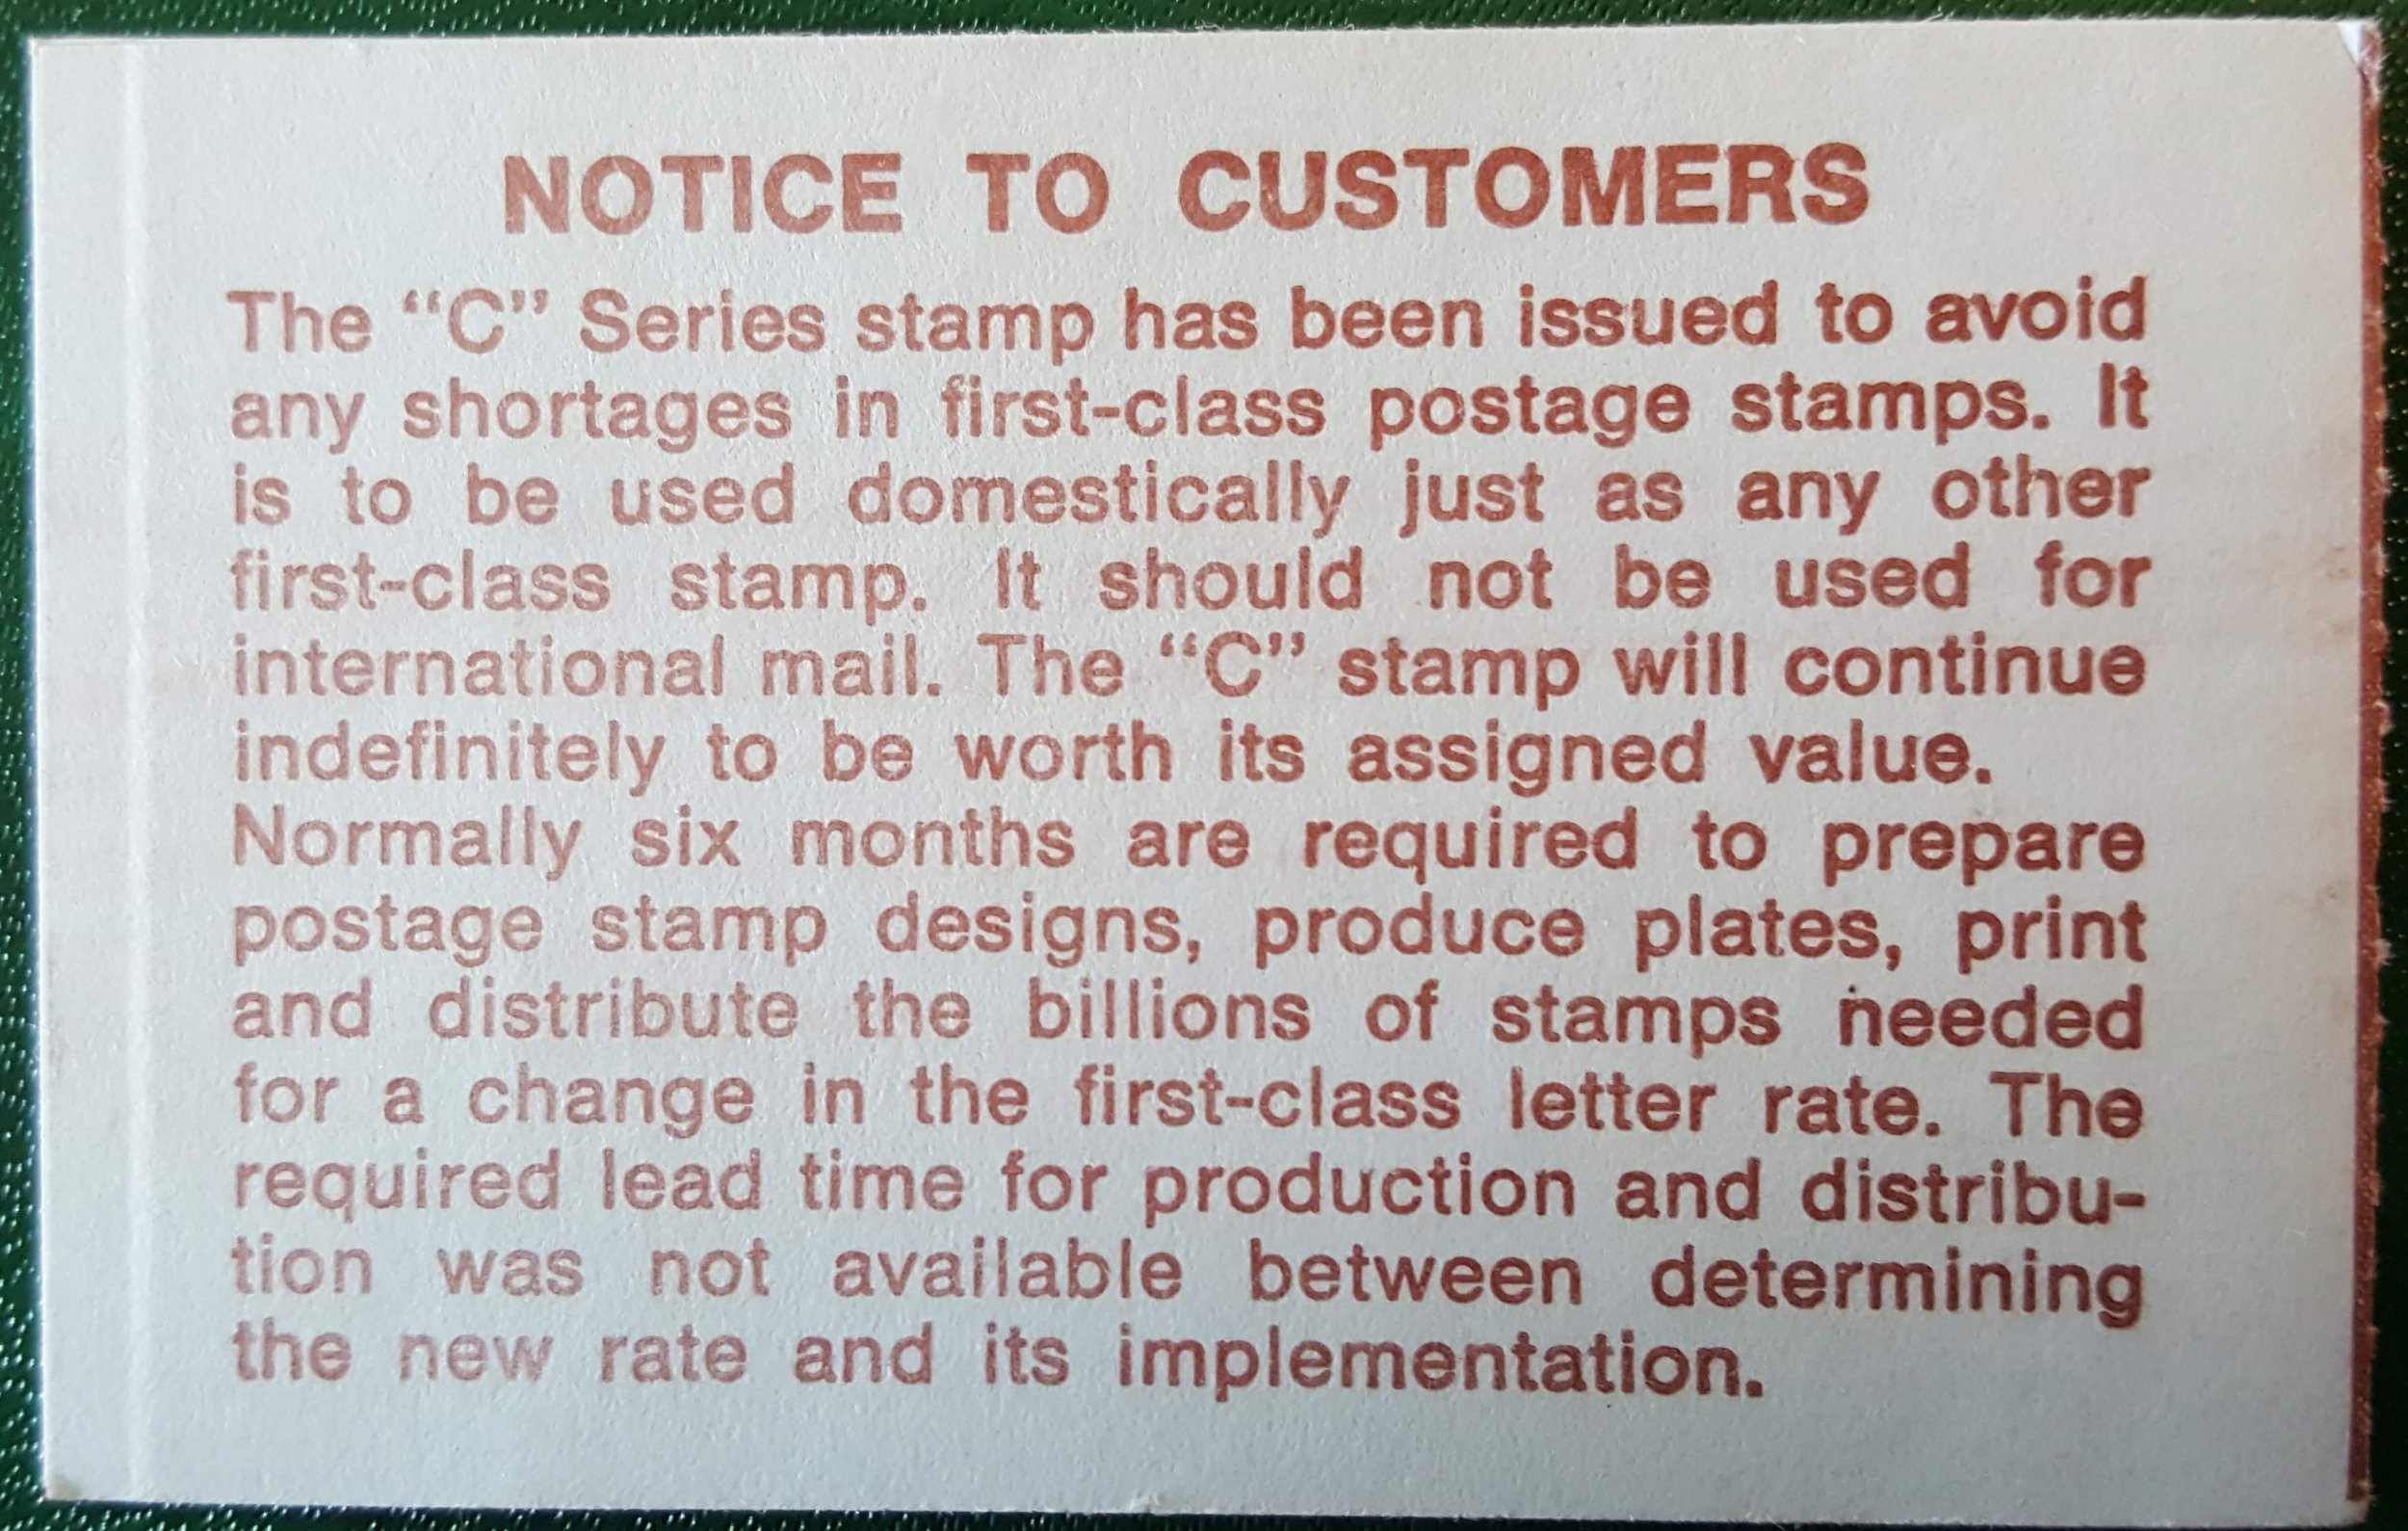 NOTICE TO CUSTOMERS
The “C” Series stamp has been issued to avoid
any shortages in first-class postage stamps. It
is to be used domestically just as any other
first-class stamp. It should not be used for
international mail. The “C” stamp will continue
indefinitely to be worth its assigned value.
Normally six months are required to prepare
postage stamp designs, produce plates, print
and distribute the billions of stamps needed
for a change in the first-class letter rate. The
required lead time for production and distribu-
tion was not available between determining
the new rate and its implementation.